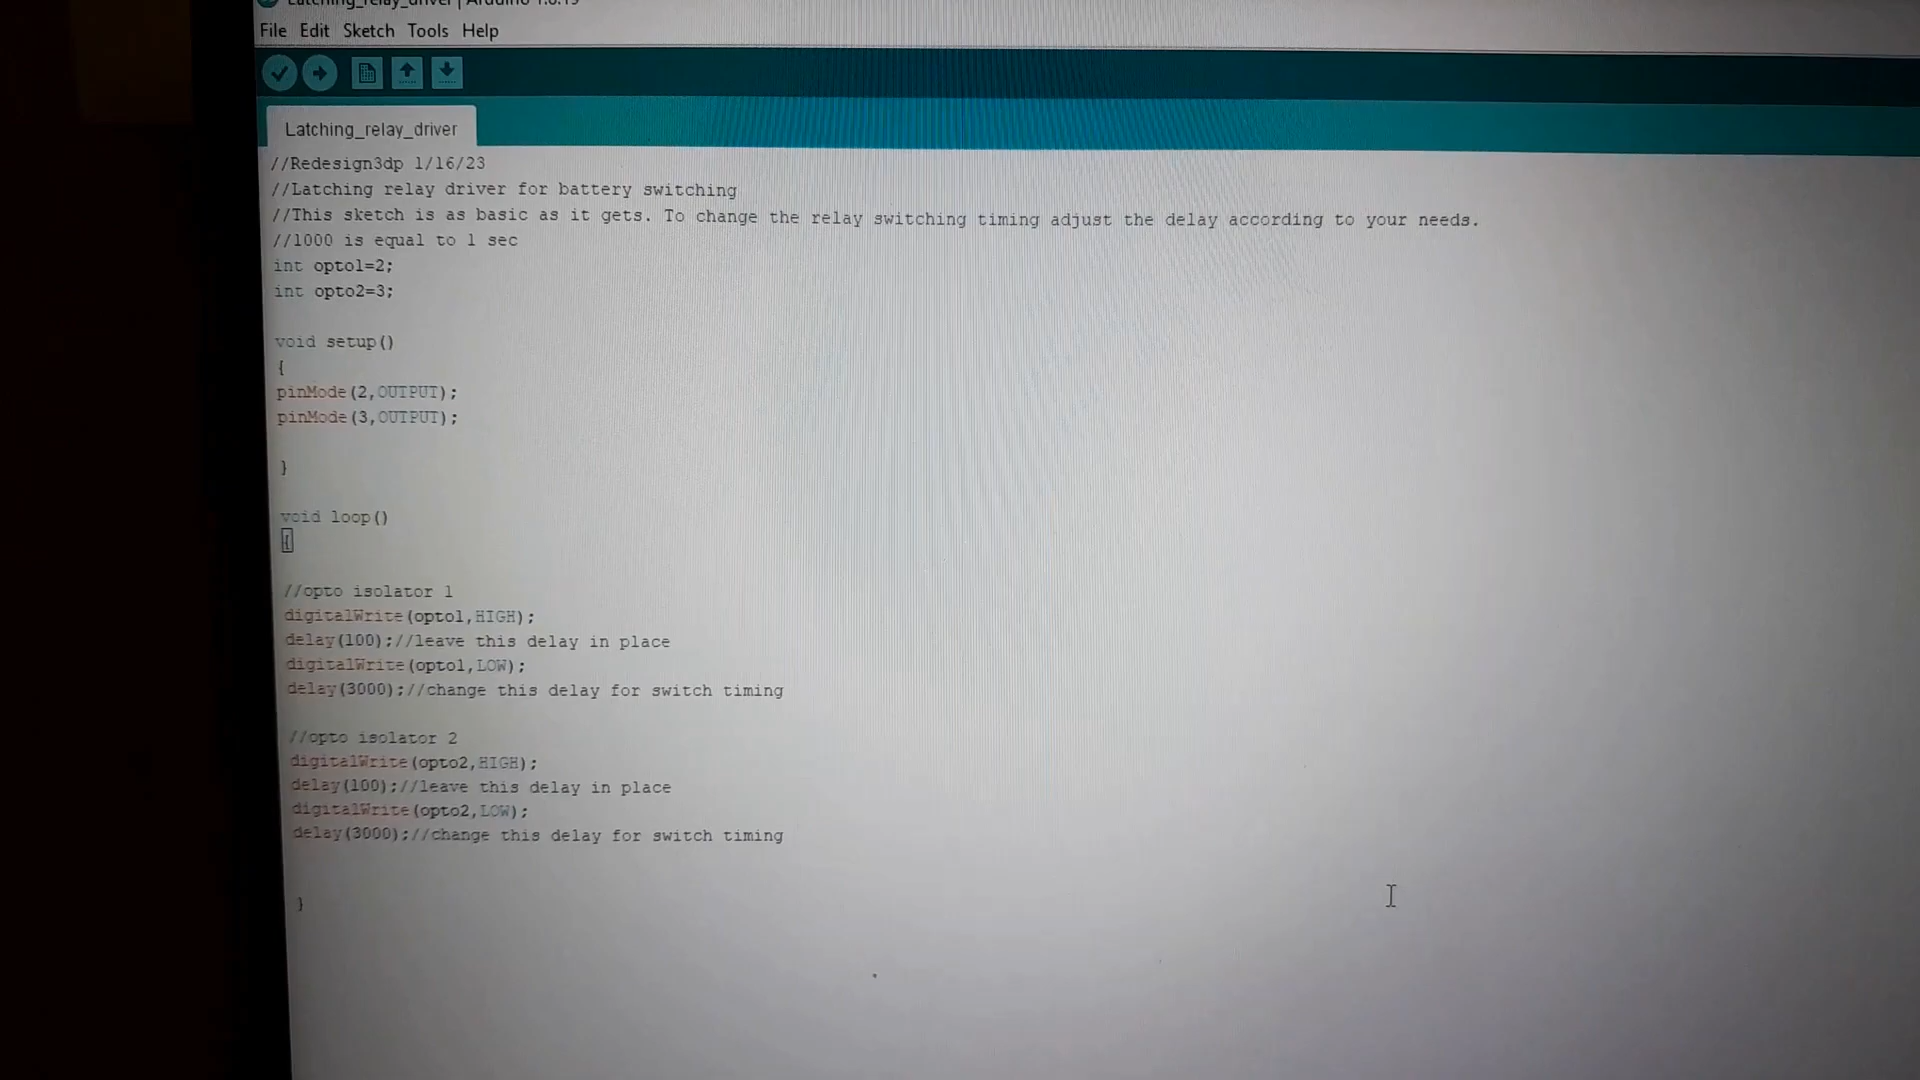 Latching_relay_driver | Arduino 1.8.19
File Edit Sketch Tools Help
Latching_relay_driver
//Redesign3dp 1/16/23
//Latching relay driver for battery switching
//This sketch is as basic as it gets. To change the relay switching timing adjust the delay according to your needs.
//1000 is equal to 1 sec
int opto1=2;
int opto2=3;
void setup()
{
pinMode(2,OUTPUT);
pinMode(3,OUTPUT);
}
void loop()
{
//opto isolator 1
digitalWrite(opto1,HIGH);
delay(100);//leave this delay in place
digitalWrite(opto1,LOW);
delay(3000);//change this delay for switch timing
//opto isolator 2
digitalWrite(opto2,HIGH);
delay(100);//leave this delay in place
digitalWrite(opto2,LOW);
delay(3000);//change this delay for switch timing
}